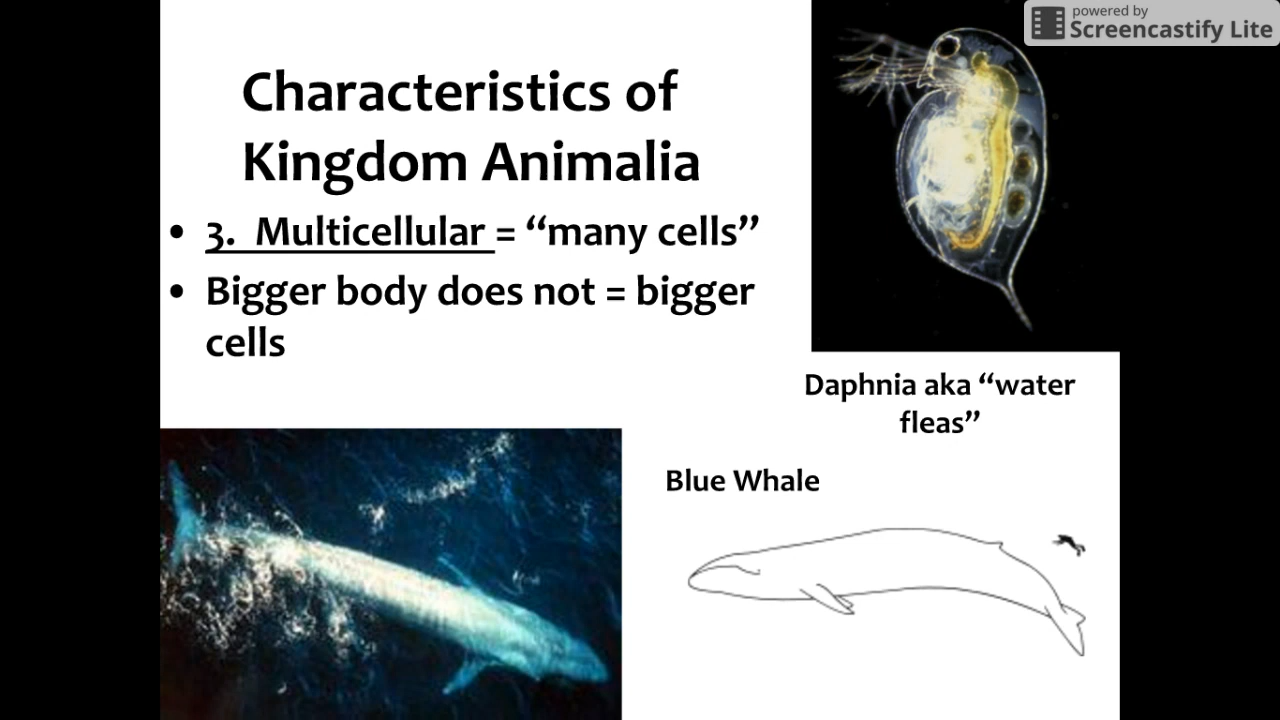 powered by
Screencastify Lite
Characteristics of
Kingdom Animalia
• 3. Multicellular = “many cells”
• Bigger body does not = bigger
cells
Daphnia aka “water
fleas”
Blue Whale